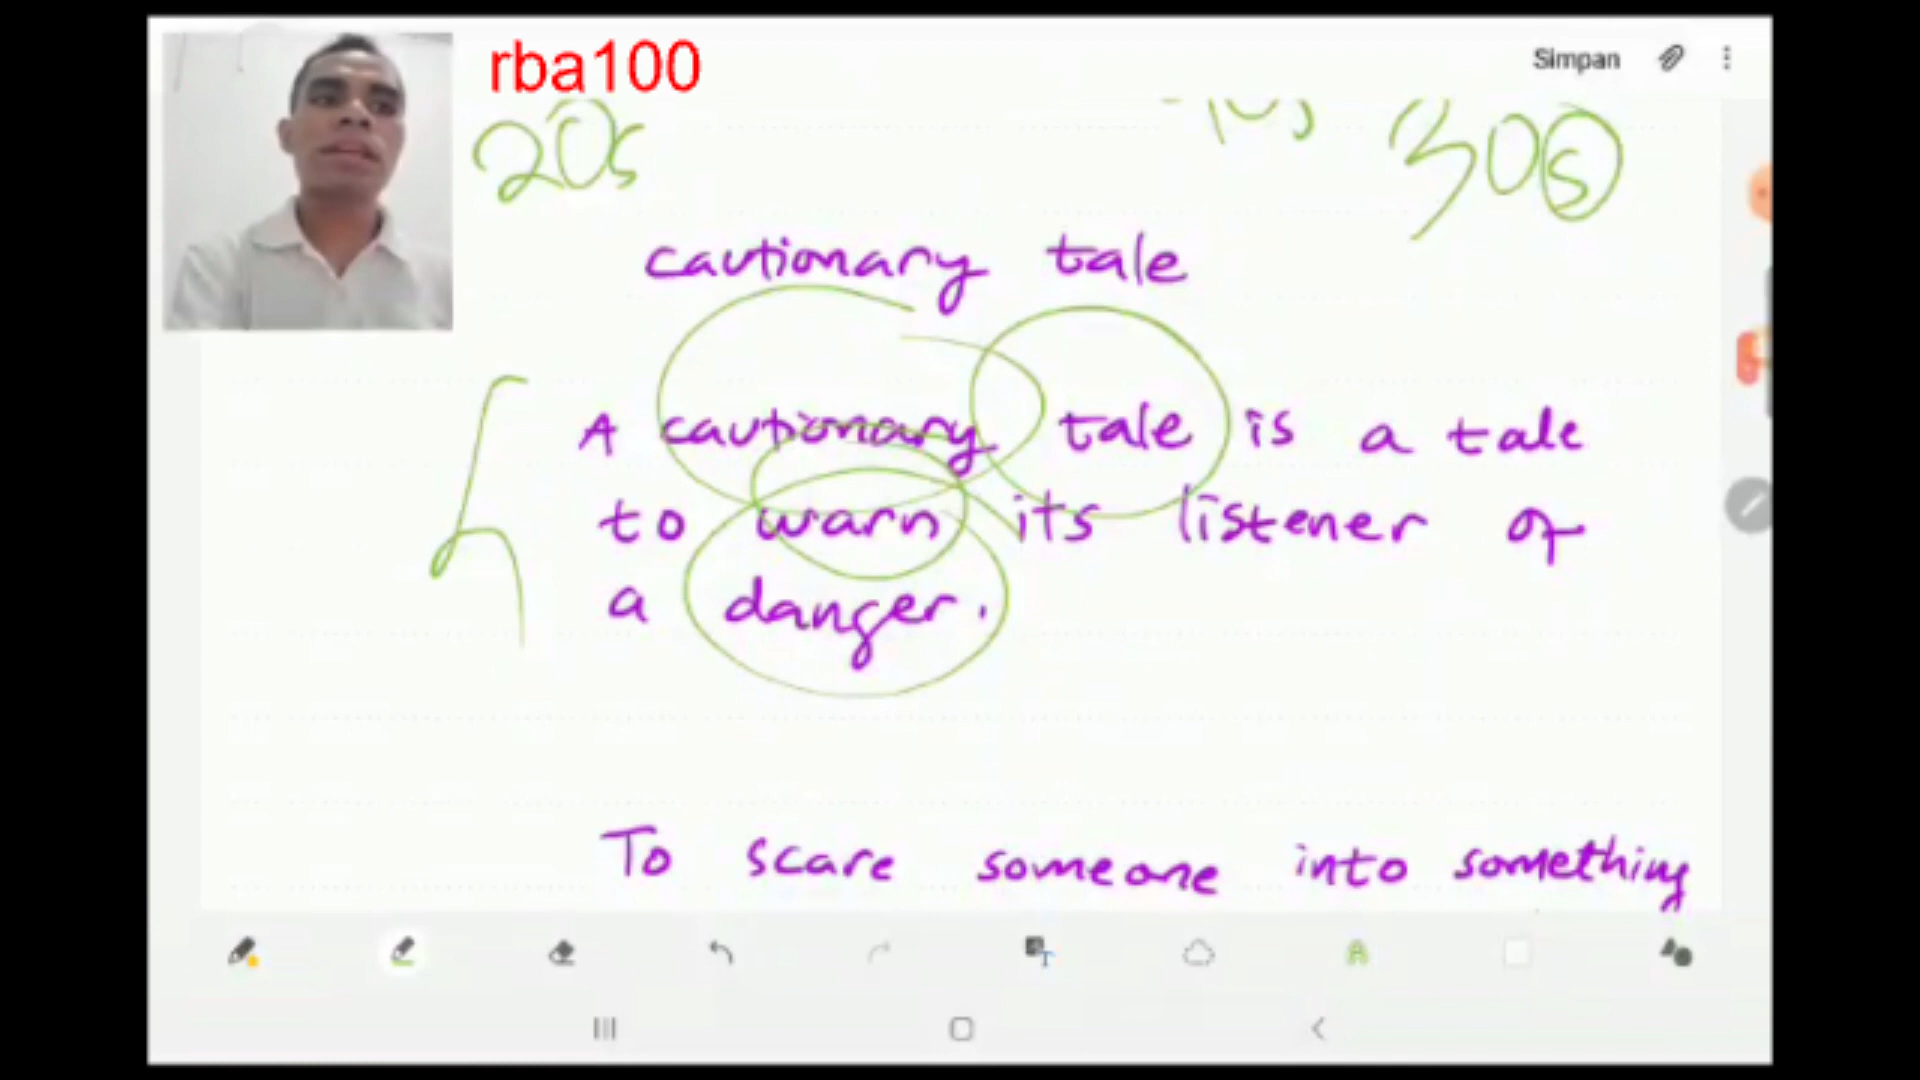 rba100
Simpan
20s
30s
cautionary tale
A cautionary tale is a tale
to warn its listener of
a danger.
To scare someone into something